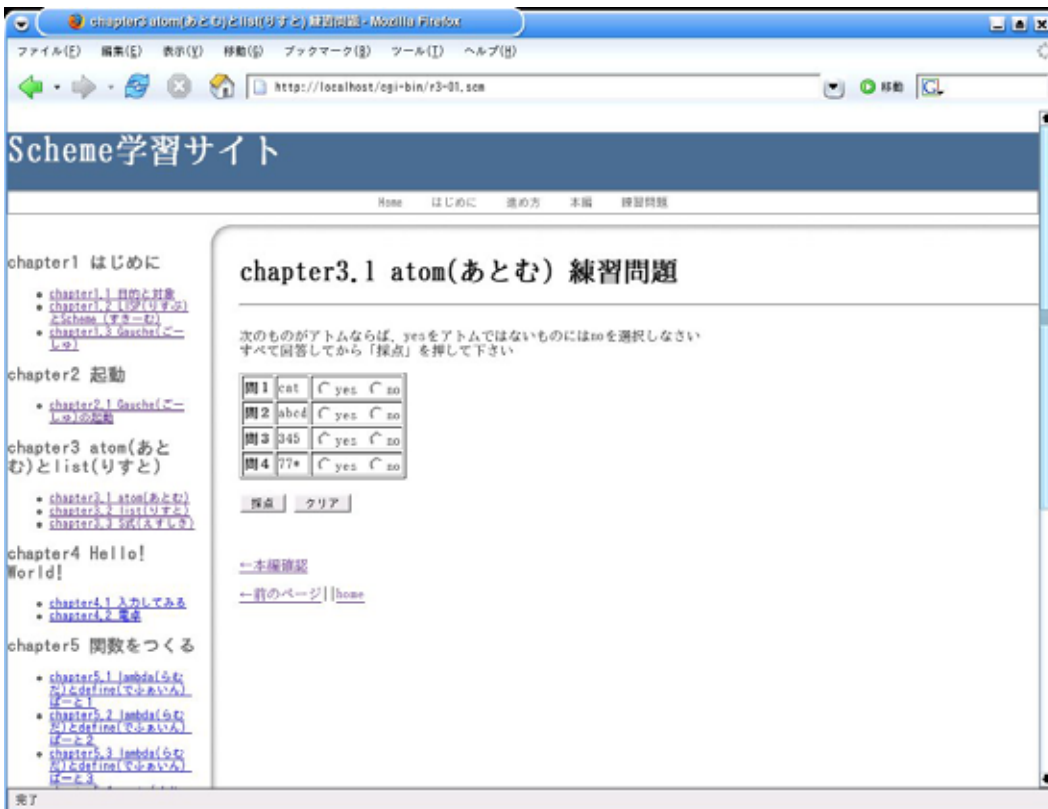 chapter3 atom(あとむ)とlist(りすと) 練習問題 - Mozilla Firefox
ファイル(F) 編集(E) 表示(V) 移動(G) ブックマーク(B) ツール(T) ヘルプ(H)
http://localhost/cgi-bin/r3-01.scm
移動
Scheme学習サイト
Home はじめに 進め方 本編 練習問題
chapter1 はじめに
chapter1.1 目的と対象
chapter1.2 LISP(りすぷ)
とScheme (すきーむ)
chapter1.3 Gauche(ごー
しゅ)
chapter2 起動
chapter2.1 Gauche(ごー
しゅ)の起動
chapter3 atom(あと
む)とlist(りすと)
chapter3.1 atom(あとむ)
chapter3.2 list(りすと)
chapter3.3 S式(えすしき)
chapter4 Hello!
World!
chapter4.1 入力してみる
chapter4.2 電卓
chapter5 関数をつくる
chapter5.1 lambda(らむ
だ)とdefine(でふぁいん)
ぱーと1
chapter5.2 lambda(らむ
だ)とdefine(でふぁいん)
ぱーと2
chapter5.3 lambda(らむ
だ)とdefine(でふぁいん)
ぱーと3
chapter3.1 atom(あとむ) 練習問題
次のものがアトムならば、yesをアトムではないものにはnoを選択しなさい
すべて回答してから「採点」を押して下さい
問1 cat yes no
問2 abcd yes no
問3 345 yes no
問4 77* yes no
採点 クリア
←本編確認
←前のページ||home
完了